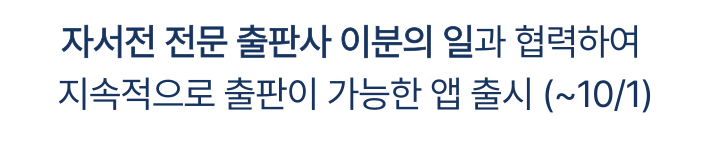 자서전 전문 출판사 이분의 일과 협력하여
지속적으로 출판이 가능한 앱 출시 (~10/1)